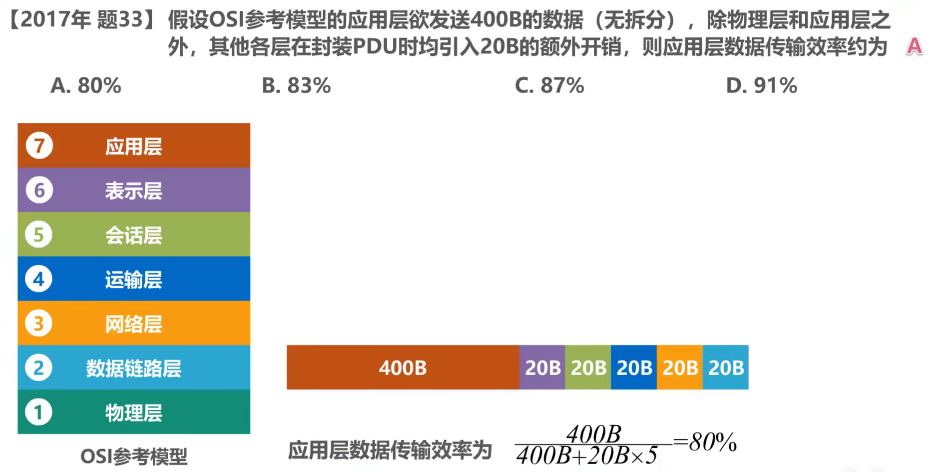 【2017年 题33】假设OSI参考模型的应用层欲发送400B的数据（无拆分），除物理层和应用层之
外，其他各层在封装PDU时均引入20B的额外开销，则应用层数据传输效率约为 A
A. 80% B. 83% C. 87% D. 91%
7 应用层
6 表示层
5 会话层
4 运输层
3 网络层
2 数据链路层
1 物理层
OSI参考模型
400B 20B 20B 20B 20B 20B
应用层数据传输效率为 400B / 400B+20B×5 =80%